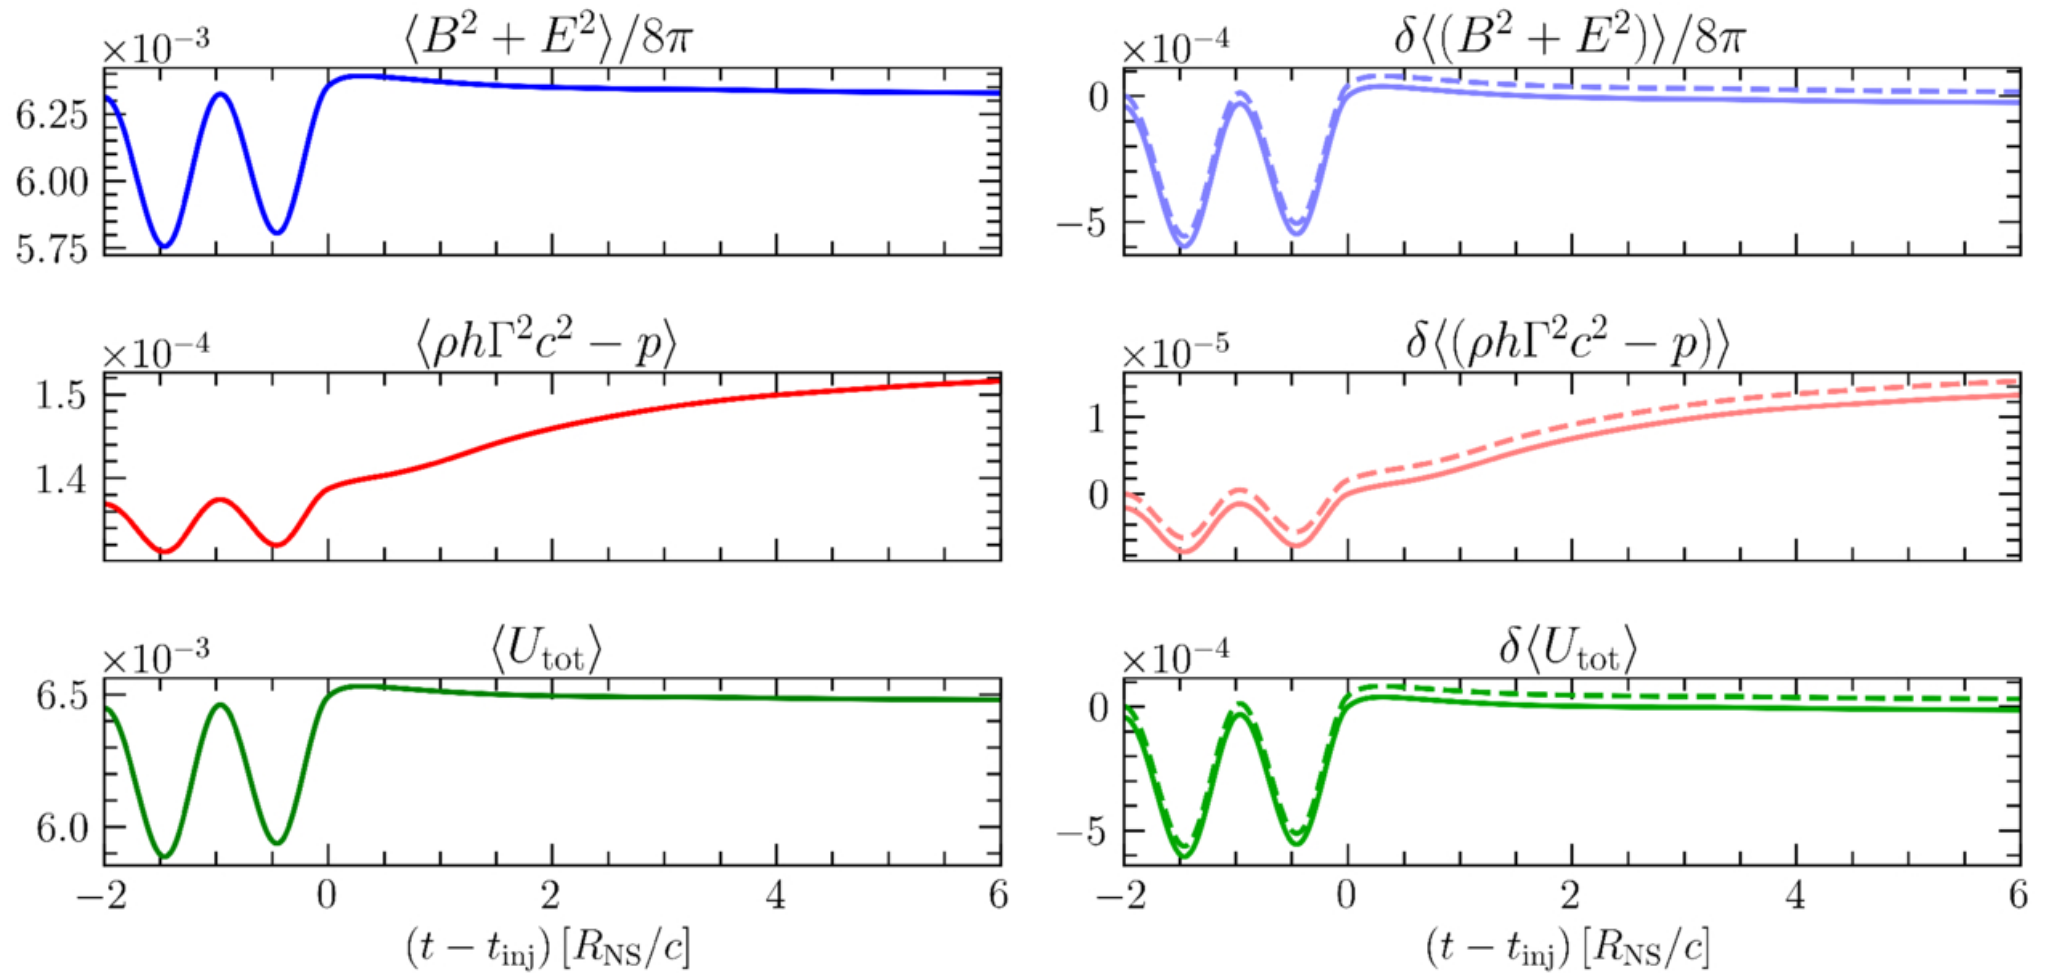 ×10⁻³ ⟨B² + E²⟩/8π
6.25
6.00
5.75
×10⁻⁴ δ⟨(B² + E²)⟩/8π
0
−5
×10⁻⁴ ⟨ρhΓ²c² − p⟩
1.5
1.4
×10⁻⁵ δ⟨(ρhΓ²c² − p)⟩
1
0
×10⁻³ ⟨U_tot⟩
6.5
6.0
−2 0 2 4 6
(t − t_inj) [R_NS/c]
×10⁻⁴ δ⟨U_tot⟩
0
−5
−2 0 2 4 6
(t − t_inj) [R_NS/c]